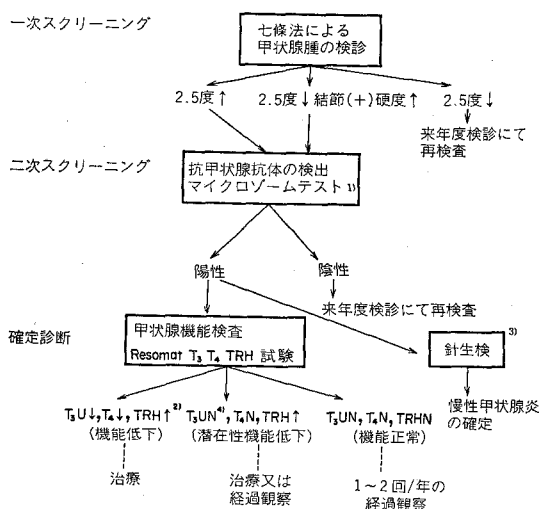 一次スクリーニング
七條法による
甲状腺腫の検診
2.5度↑
2.5度↓結節(+)硬度↑
2.5度↓
来年度検診にて
再検査
二次スクリーニング
抗甲状腺抗体の検出
マイクロゾームテスト 1)
陽性
陰性
来年度検診にて再検査
確定診断
甲状腺機能検査
Resomat T₃ T₄ TRH 試験
針生検 3)
T₃U↓,T₄↓,TRH↑ 2)
(機能低下)
治療
T₃UN 4),T₄N,TRH↑
(潜在性機能低下)
治療又は
経過観察
T₃UN,T₄N,TRHN
(機能正常)
1~2回/年の
経過観察
慢性甲状腺炎
の確定